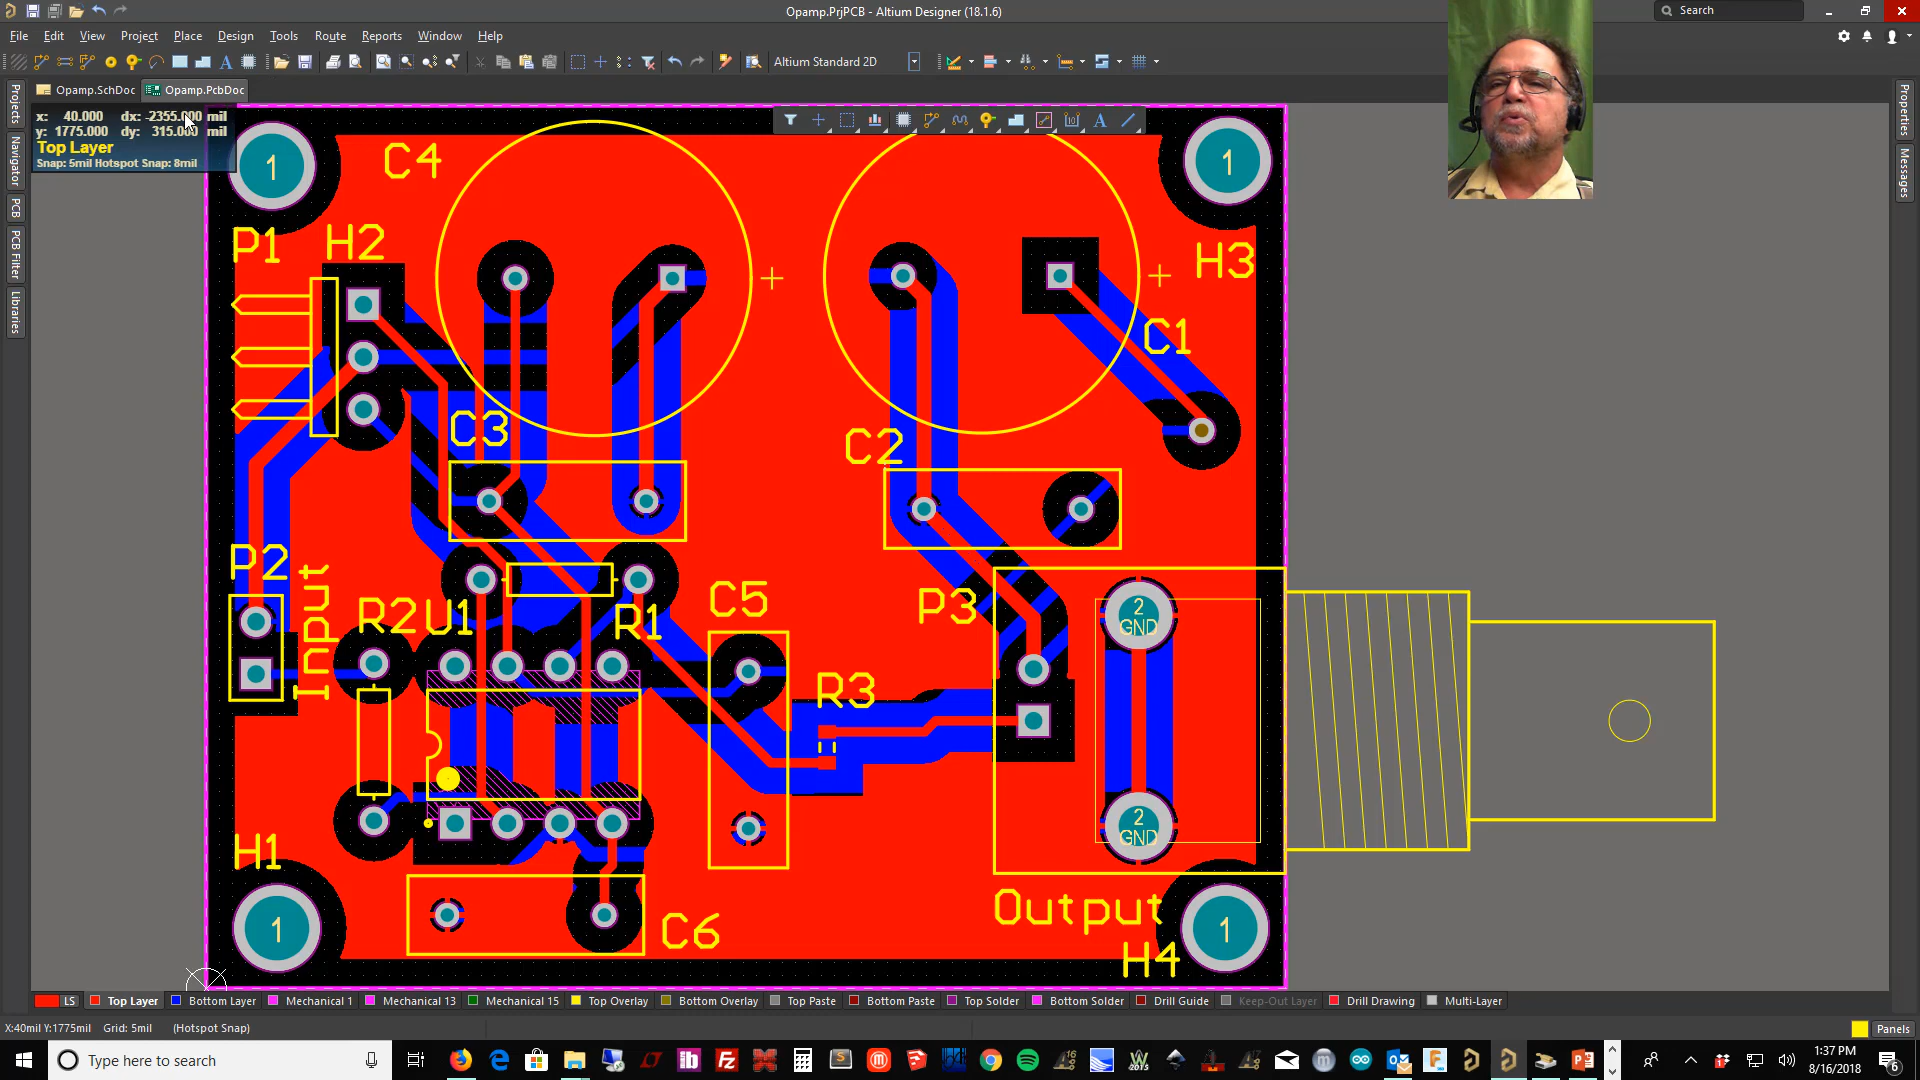 Opamp.PrjPCB - Altium Designer (18.1.6)
Search
File Edit View Project Place Design Tools Route Reports Window Help
Altium Standard 2D
Opamp.SchDoc Opamp.PcbDoc
x: 40.000 dx: -2355.000 mil
y: 1775.000 dy: 315.000 mil
Top Layer
Snap: 5mil Hotspot Snap: 8mil
Projects
Navigator
PCB
PCB Filter
Libraries
Properties
Messages
1
C4
1
P1 H2
H3
C1
C3
C2
P2
Input
R2 U1
R1
C5
P3
2
GND
R3
2
GND
H1
1
C6
Output
H4
1
LS Top Layer Bottom Layer Mechanical 1 Mechanical 13 Mechanical 15 Top Overlay Bottom Overlay Top Paste Bottom Paste Top Solder Bottom Solder Drill Guide Keep-Out Layer Drill Drawing Multi-Layer
X:40mil Y:1775mil Grid: 5mil (Hotspot Snap)
Panels
Type here to search
1:37 PM
8/16/2018
6